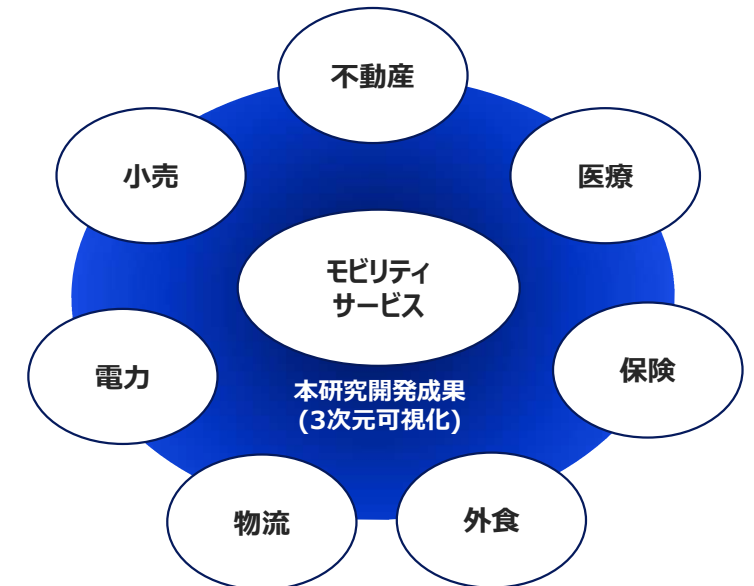 不動産
小売
医療
モビリティ
サービス
電力
保険
本研究開発成果
(3次元可視化)
物流
外食